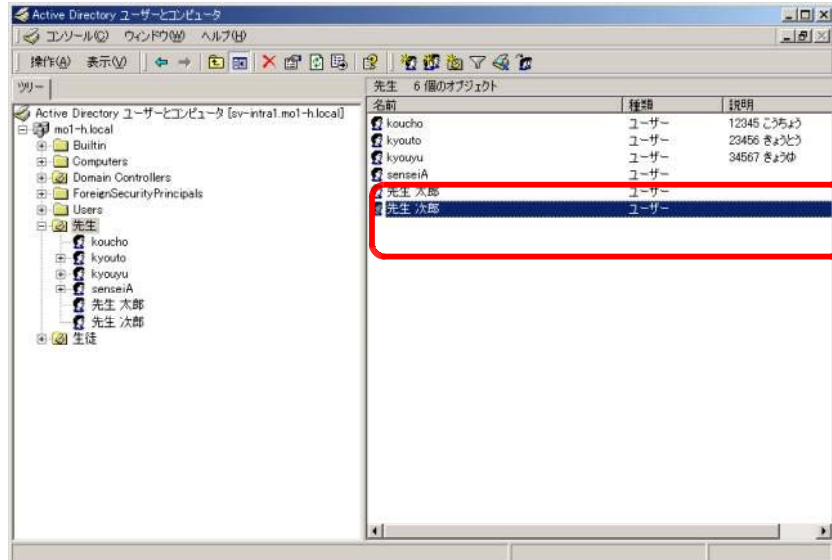 Active Directory ユーザーとコンピュータ
コンソール(C) ウィンドウ(W) ヘルプ(H)
操作(A) 表示(V)
ツリー
先生 6 個のオブジェクト
Active Directory ユーザーとコンピュータ [sv-intra1.mo1-h.local]
mo1-h.local
Builtin
Computers
Domain Controllers
ForeignSecurityPrincipals
Users
先生
koucho
kyouto
kyouyu
senseiA
先生 太郎
先生 次郎
生徒
名前 種類 説明
koucho ユーザー 12345 こうちょう
kyouto ユーザー 23456 きょうとう
kyouyu ユーザー 34567 きょうゆ
senseiA ユーザー
先生 太郎 ユーザー
先生 次郎 ユーザー